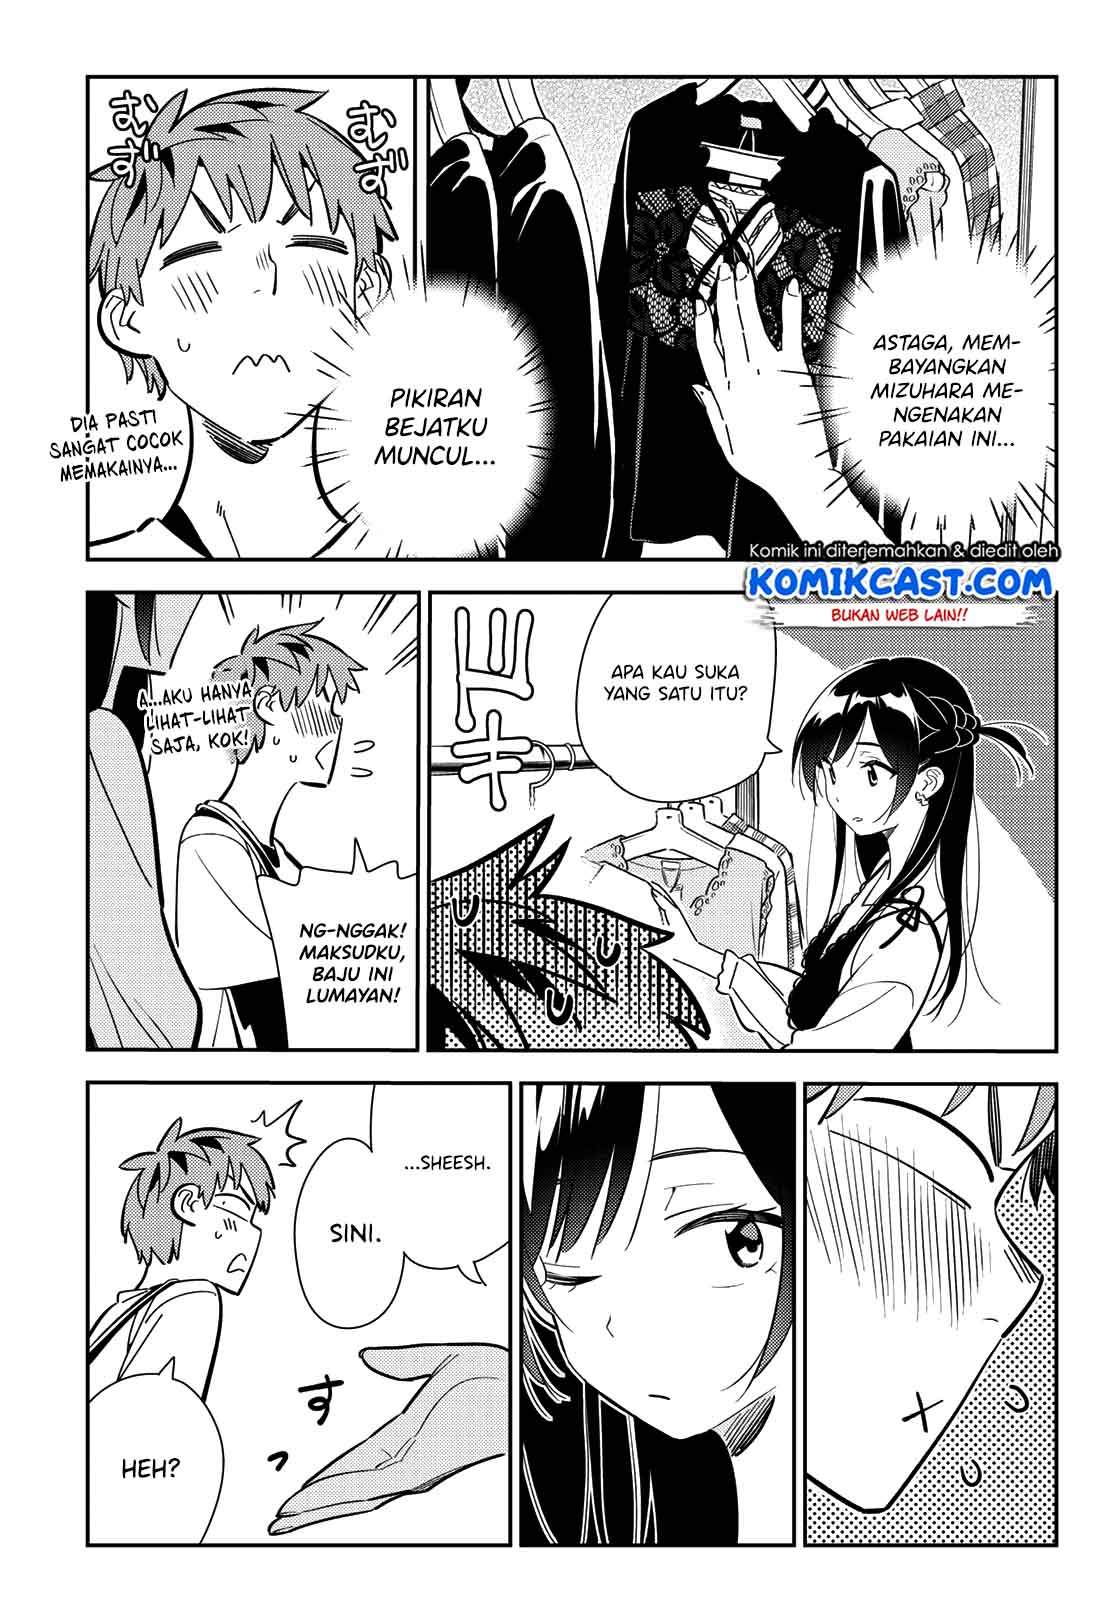 ASTAGA, MEM-
BAYANGKAN
MIZUHARA ME-
NGENAKAN
PAKAIAN INI...
むず
むず
PIKIRAN
BEJATKU
MUNCUL...
DIA PASTI
SANGAT COCOK
MEMAKAINYA...
Komik ini diterjemahkan & diedit oleh
KOMIKCAST.COM
BUKAN WEB LAIN!!
APA KAU SUKA
YANG SATU ITU?
ドキ
A...AKU HANYA
LIHAT-LIHAT
SAJA, KOK!
NG-NGGAK!
MAKSUDKU,
BAJU INI
LUMAYAN!
...SHEESH.
SINI.
すっ
HEH?